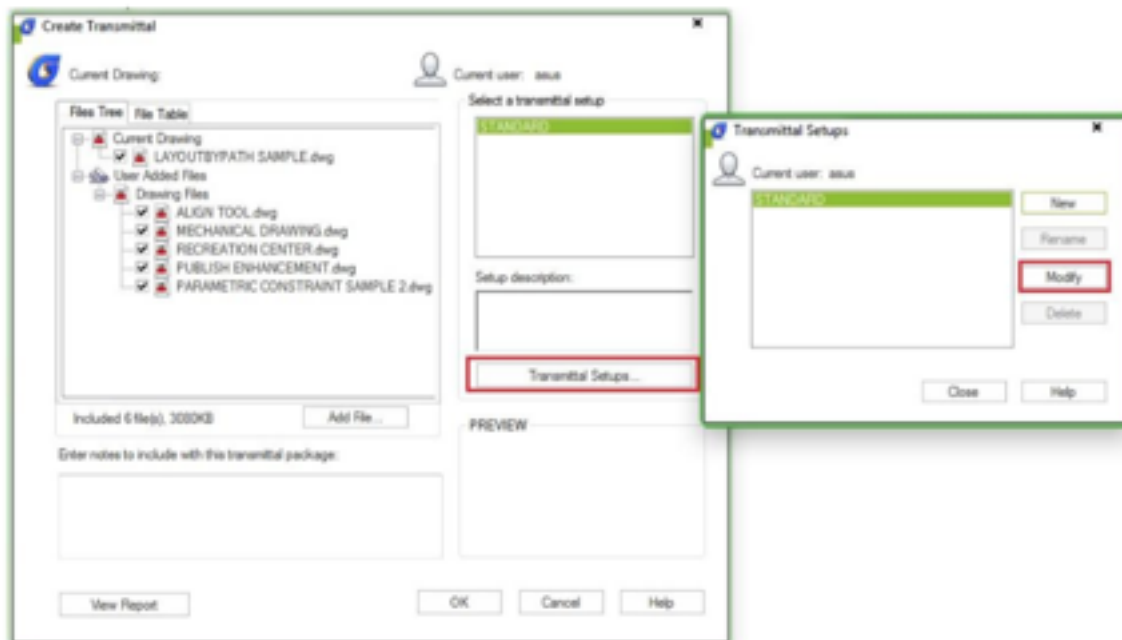 Create Transmittal
Current Drawing:
Current user: asus
Files Tree
File Table
Current Drawing
LAYOUTBYPATH SAMPLE.dwg
User Added Files
Drawing Files
ALIGN TOOL.dwg
MECHANICAL DRAWING.dwg
RECREATION CENTER.dwg
PUBLISH ENHANCEMENT.dwg
PARAMETRIC CONSTRAINT SAMPLE 2.dwg
Included 6 file(s), 3080KB
Add File...
Enter notes to include with this transmittal package:
View Report
Select a transmittal setup
STANDARD
Setup description:
Transmittal Setups...
PREVIEW
OK
Cancel
Help
Transmittal Setups
Current user: asus
STANDARD
New
Rename
Modify
Delete
Close
Help